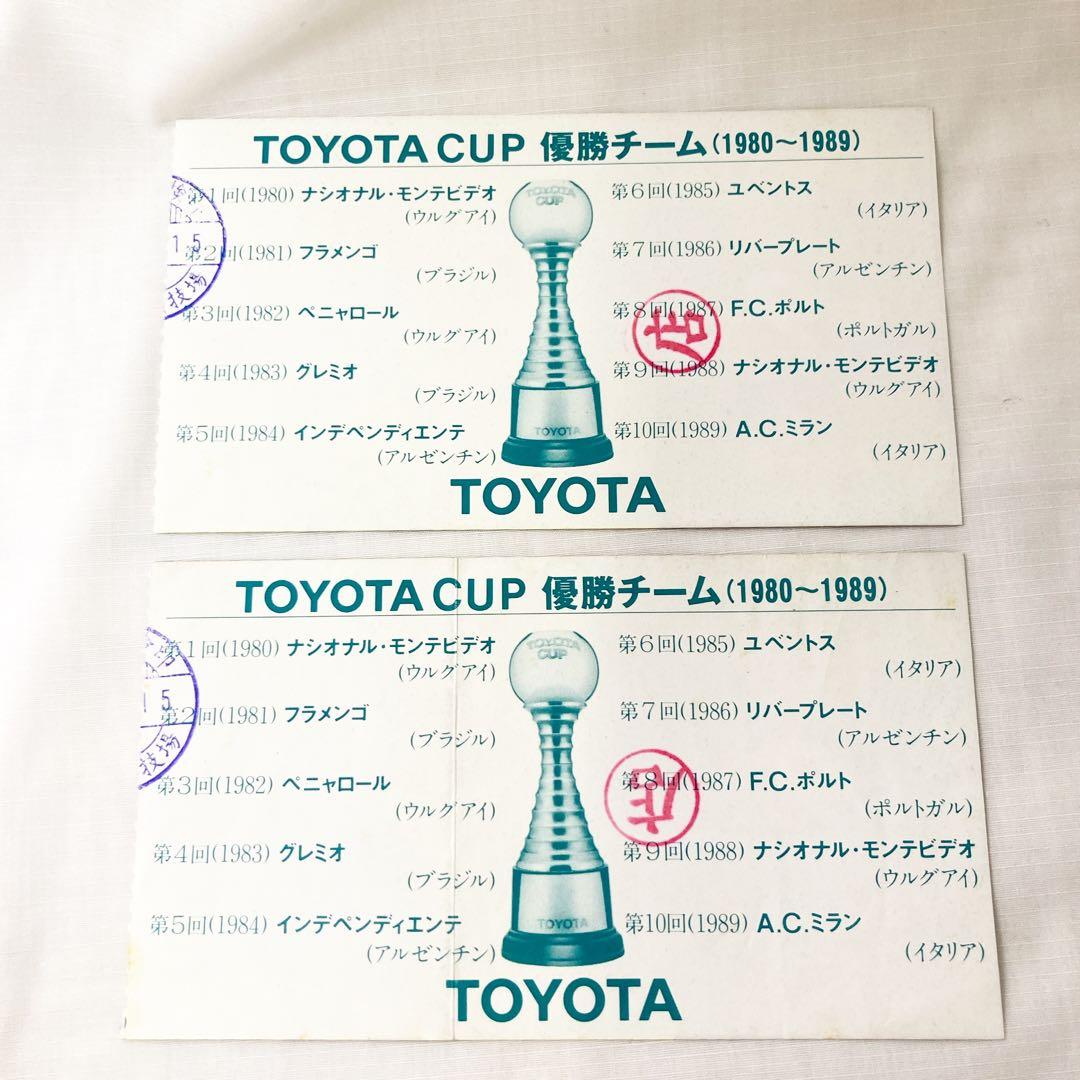 TOYOTA CUP 優勝チーム(1980〜1989)
第1回(1980) ナシオナル・モンテビデオ
(ウルグアイ)
第2回(1981) フラメンゴ
(ブラジル)
第3回(1982) ペニャロール
(ウルグアイ)
第4回(1983) グレミオ
(ブラジル)
第5回(1984) インデペンディエンテ
(アルゼンチン)
TOYOTA
CUP
TOYOTA
第6回(1985) ユベントス
(イタリア)
第7回(1986) リバープレート
(アルゼンチン)
第8回(1987) F.C.ポルト
(ポルトガル)
第9回(1988) ナシオナル・モンテビデオ
(ウルグアイ)
第10回(1989) A.C.ミラン
(イタリア)
TOYOTA
1.5
技場
店
TOYOTA CUP 優勝チーム(1980〜1989)
第1回(1980) ナシオナル・モンテビデオ
(ウルグアイ)
第2回(1981) フラメンゴ
(ブラジル)
第3回(1982) ペニャロール
(ウルグアイ)
第4回(1983) グレミオ
(ブラジル)
第5回(1984) インデペンディエンテ
(アルゼンチン)
TOYOTA
CUP
TOYOTA
第6回(1985) ユベントス
(イタリア)
第7回(1986) リバープレート
(アルゼンチン)
第8回(1987) F.C.ポルト
(ポルトガル)
第9回(1988) ナシオナル・モンテビデオ
(ウルグアイ)
第10回(1989) A.C.ミラン
(イタリア)
TOYOTA
5
技場
店